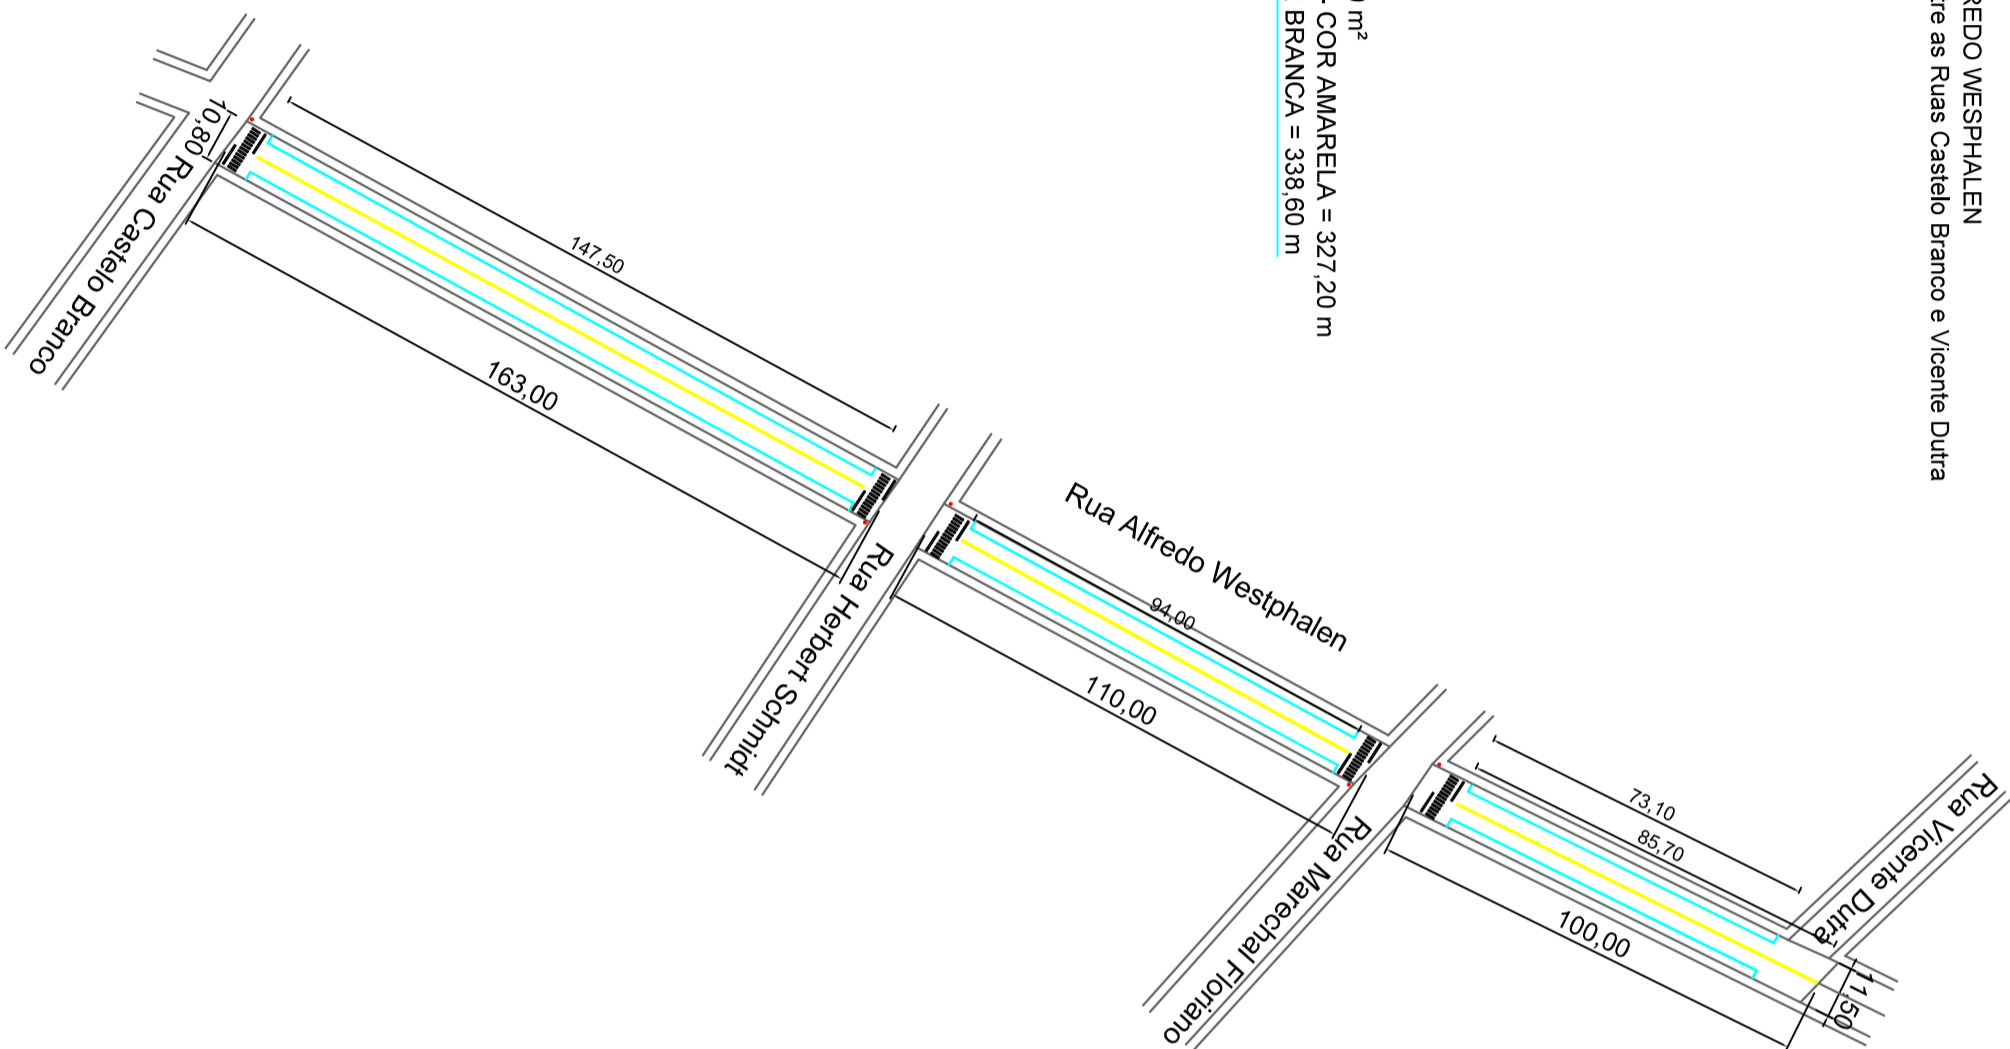 REDO WESPHALEN
tre as Ruas Castelo Branco e Vicente Dutra
m²
- COR AMARELA = 327,20 m
BRANCA = 338,60 m
10,80
Rua Castelo Branco
147,50
163,00
Rua Herbert Schmidt
Rua Alfredo Westphalen
94,00
110,00
Rua Marechal Floriano
73,10
85,70
100,00
Rua Vicente Dutra
11,50